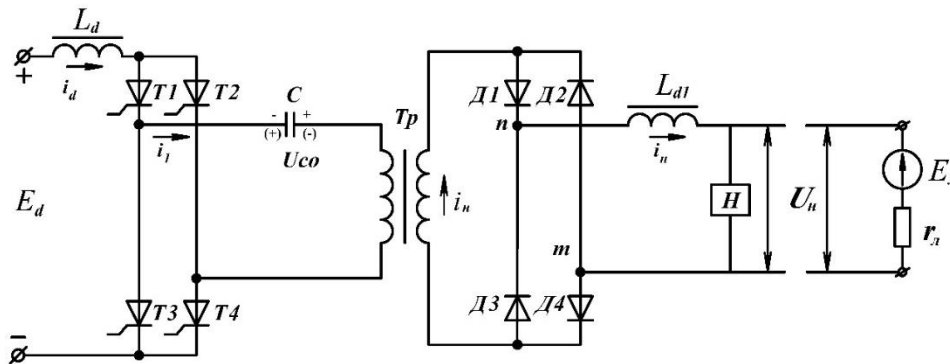 L_d
+
i_d
T1
T2
C
- +
(+) (-)
Uco
i_1
Tp
i_н
E_d
T3
T4
−
Д1
Д2
n
L_d1
i_n
H
U_н
E
r_л
m
Д3
Д4